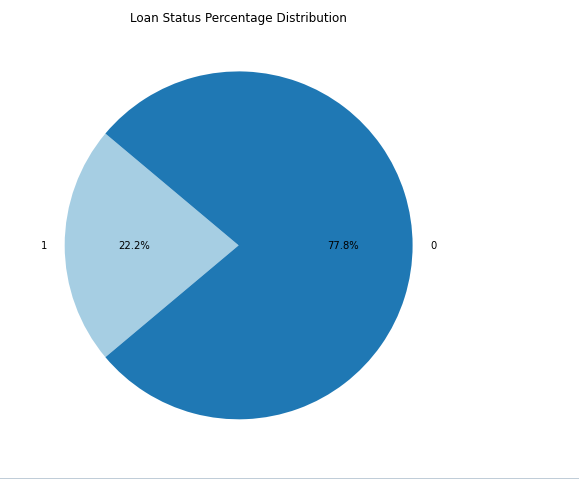 Loan Status Percentage Distribution
1
22.2%
77.8%
0